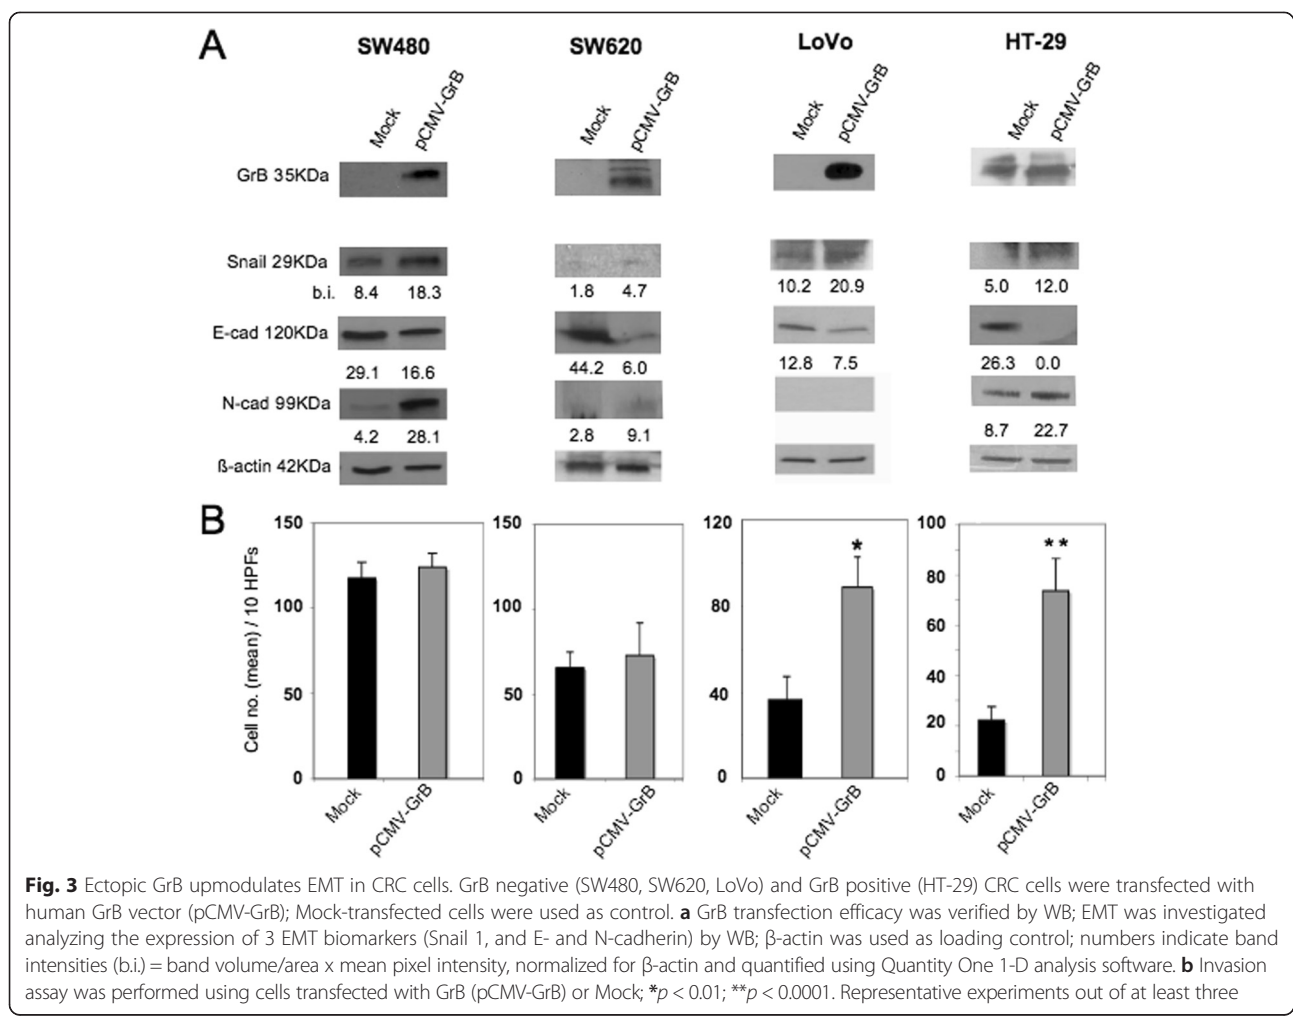 A
SW480 SW620 LoVo HT-29
Mock pCMV-GrB Mock pCMV-GrB Mock pCMV-GrB Mock pCMV-GrB
GrB 35KDa
Snail 29KDa
b.i. 8.4 18.3 1.8 4.7 10.2 20.9 5.0 12.0
E-cad 120KDa
29.1 16.6 44.2 6.0 12.8 7.5 26.3 0.0
N-cad 99KDa
4.2 28.1 2.8 9.1 8.7 22.7
ß-actin 42KDa
B
Cell no. (mean) / 10 HPFs
150
100
50
0
Mock pCMV-GrB
150
100
50
0
Mock pCMV-GrB
120
80
40
0
*
Mock pCMV-GrB
100
80
60
40
20
0
**
Mock pCMV-GrB
Fig. 3 Ectopic GrB upmodulates EMT in CRC cells. GrB negative (SW480, SW620, LoVo) and GrB positive (HT-29) CRC cells were transfected with
human GrB vector (pCMV-GrB); Mock-transfected cells were used as control. a GrB transfection efficacy was verified by WB; EMT was investigated
analyzing the expression of 3 EMT biomarkers (Snail 1, and E- and N-cadherin) by WB; β-actin was used as loading control; numbers indicate band
intensities (b.i.) = band volume/area x mean pixel intensity, normalized for β-actin and quantified using Quantity One 1-D analysis software. b Invasion
assay was performed using cells transfected with GrB (pCMV-GrB) or Mock; *p < 0.01; **p < 0.0001. Representative experiments out of at least three